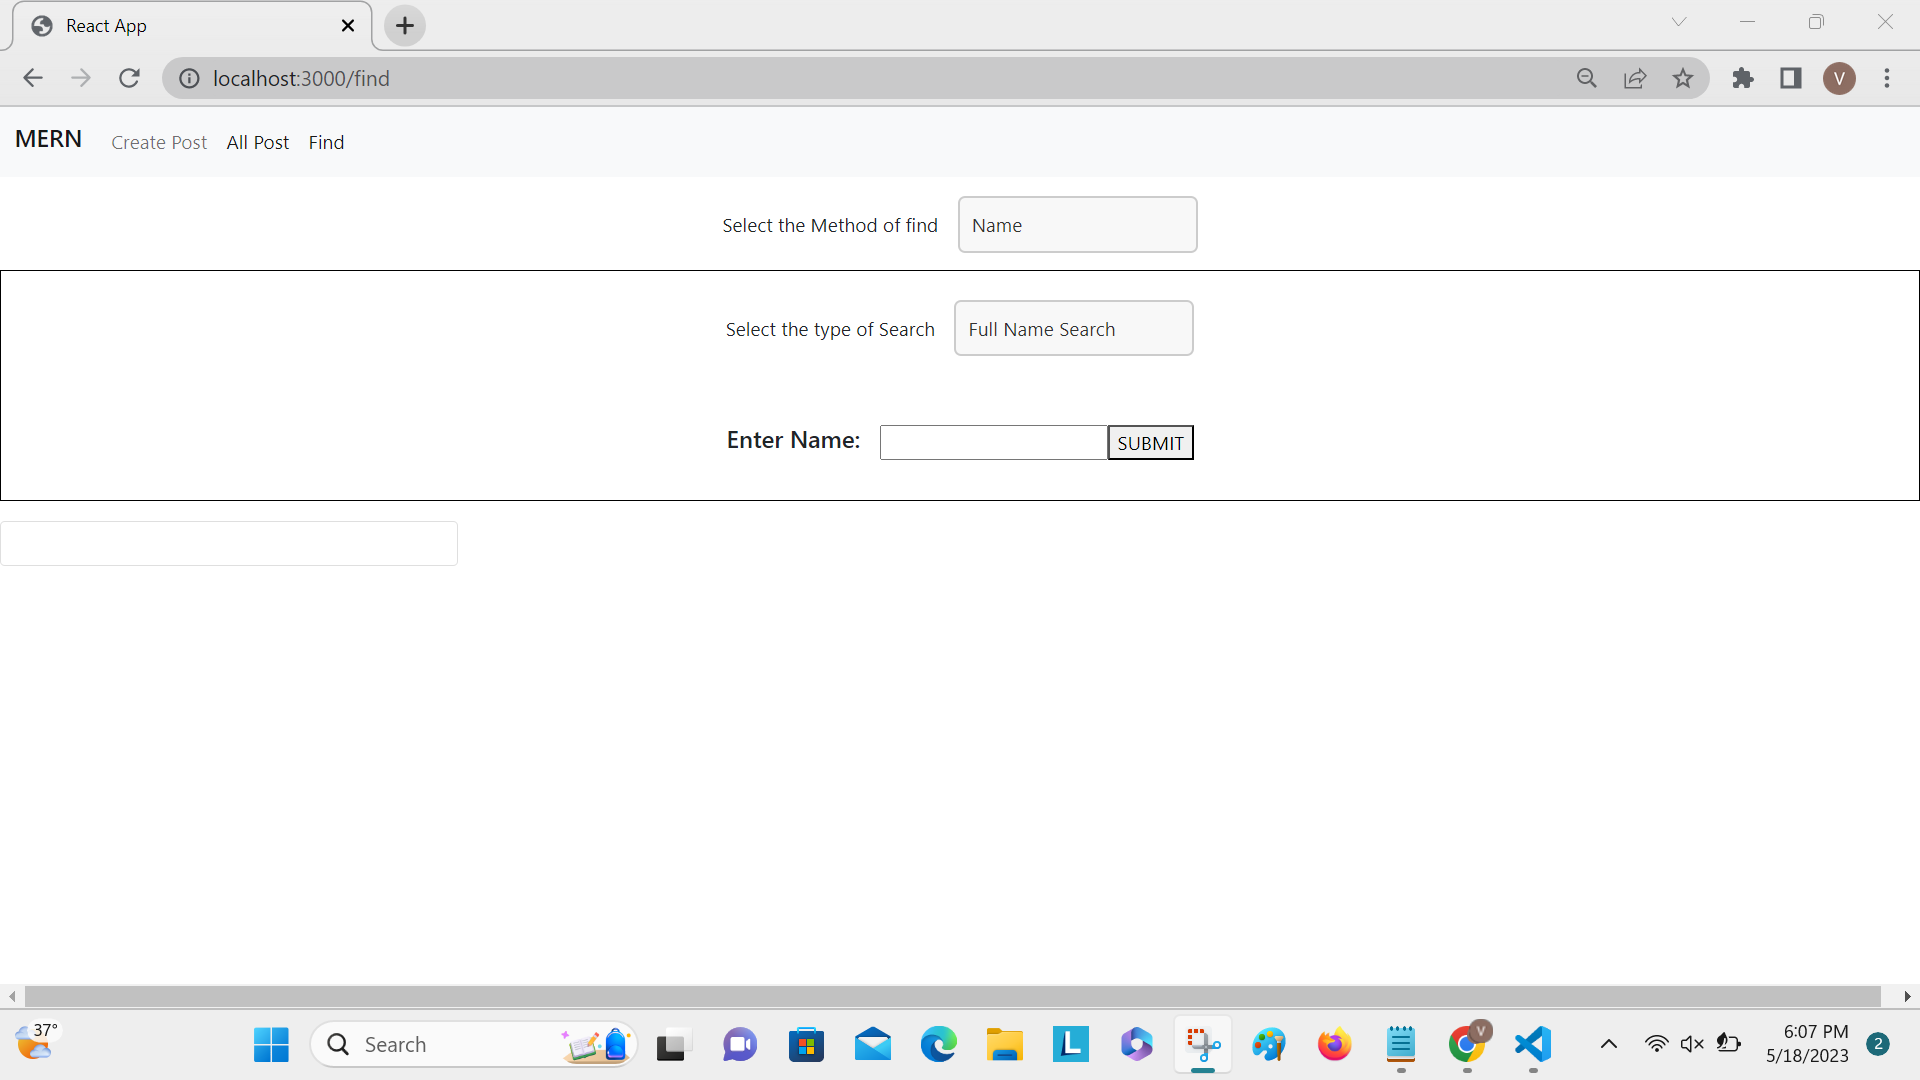 React App
localhost:3000/find
V
MERN Create Post All Post Find
Select the Method of find Name
Select the type of Search Full Name Search
Enter Name: SUBMIT
37°
Search
L
V
6:07 PM
5/18/2023
2